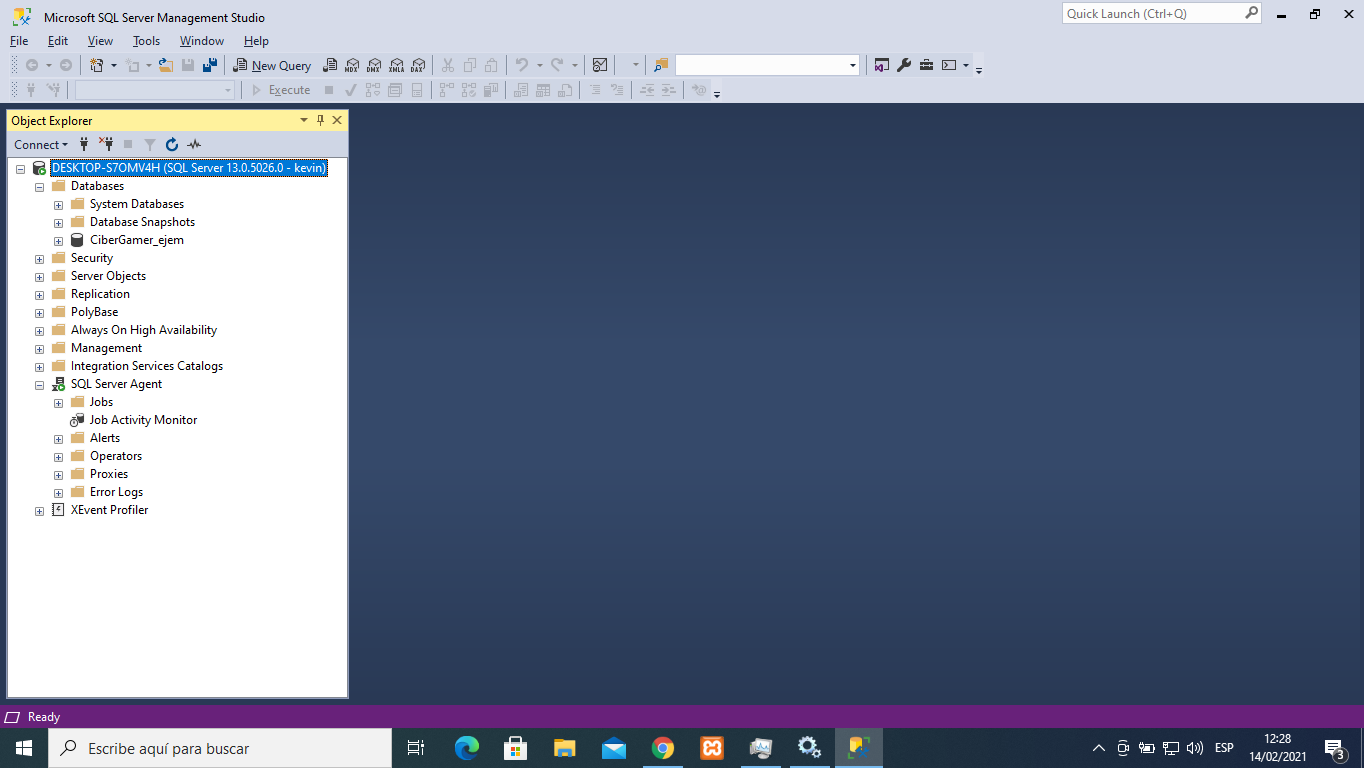 Microsoft SQL Server Management Studio
Quick Launch (Ctrl+Q)
File Edit View Tools Window Help
New Query MDX DMX XMLA DAX
Execute
Object Explorer
Connect
DESKTOP-S7OMV4H (SQL Server 13.0.5026.0 - kevin)
Databases
System Databases
Database Snapshots
CiberGamer_ejem
Security
Server Objects
Replication
PolyBase
Always On High Availability
Management
Integration Services Catalogs
SQL Server Agent
Jobs
Job Activity Monitor
Alerts
Operators
Proxies
Error Logs
XEvent Profiler
Ready
Escribe aquí para buscar
ESP
12:28
14/02/2021
3